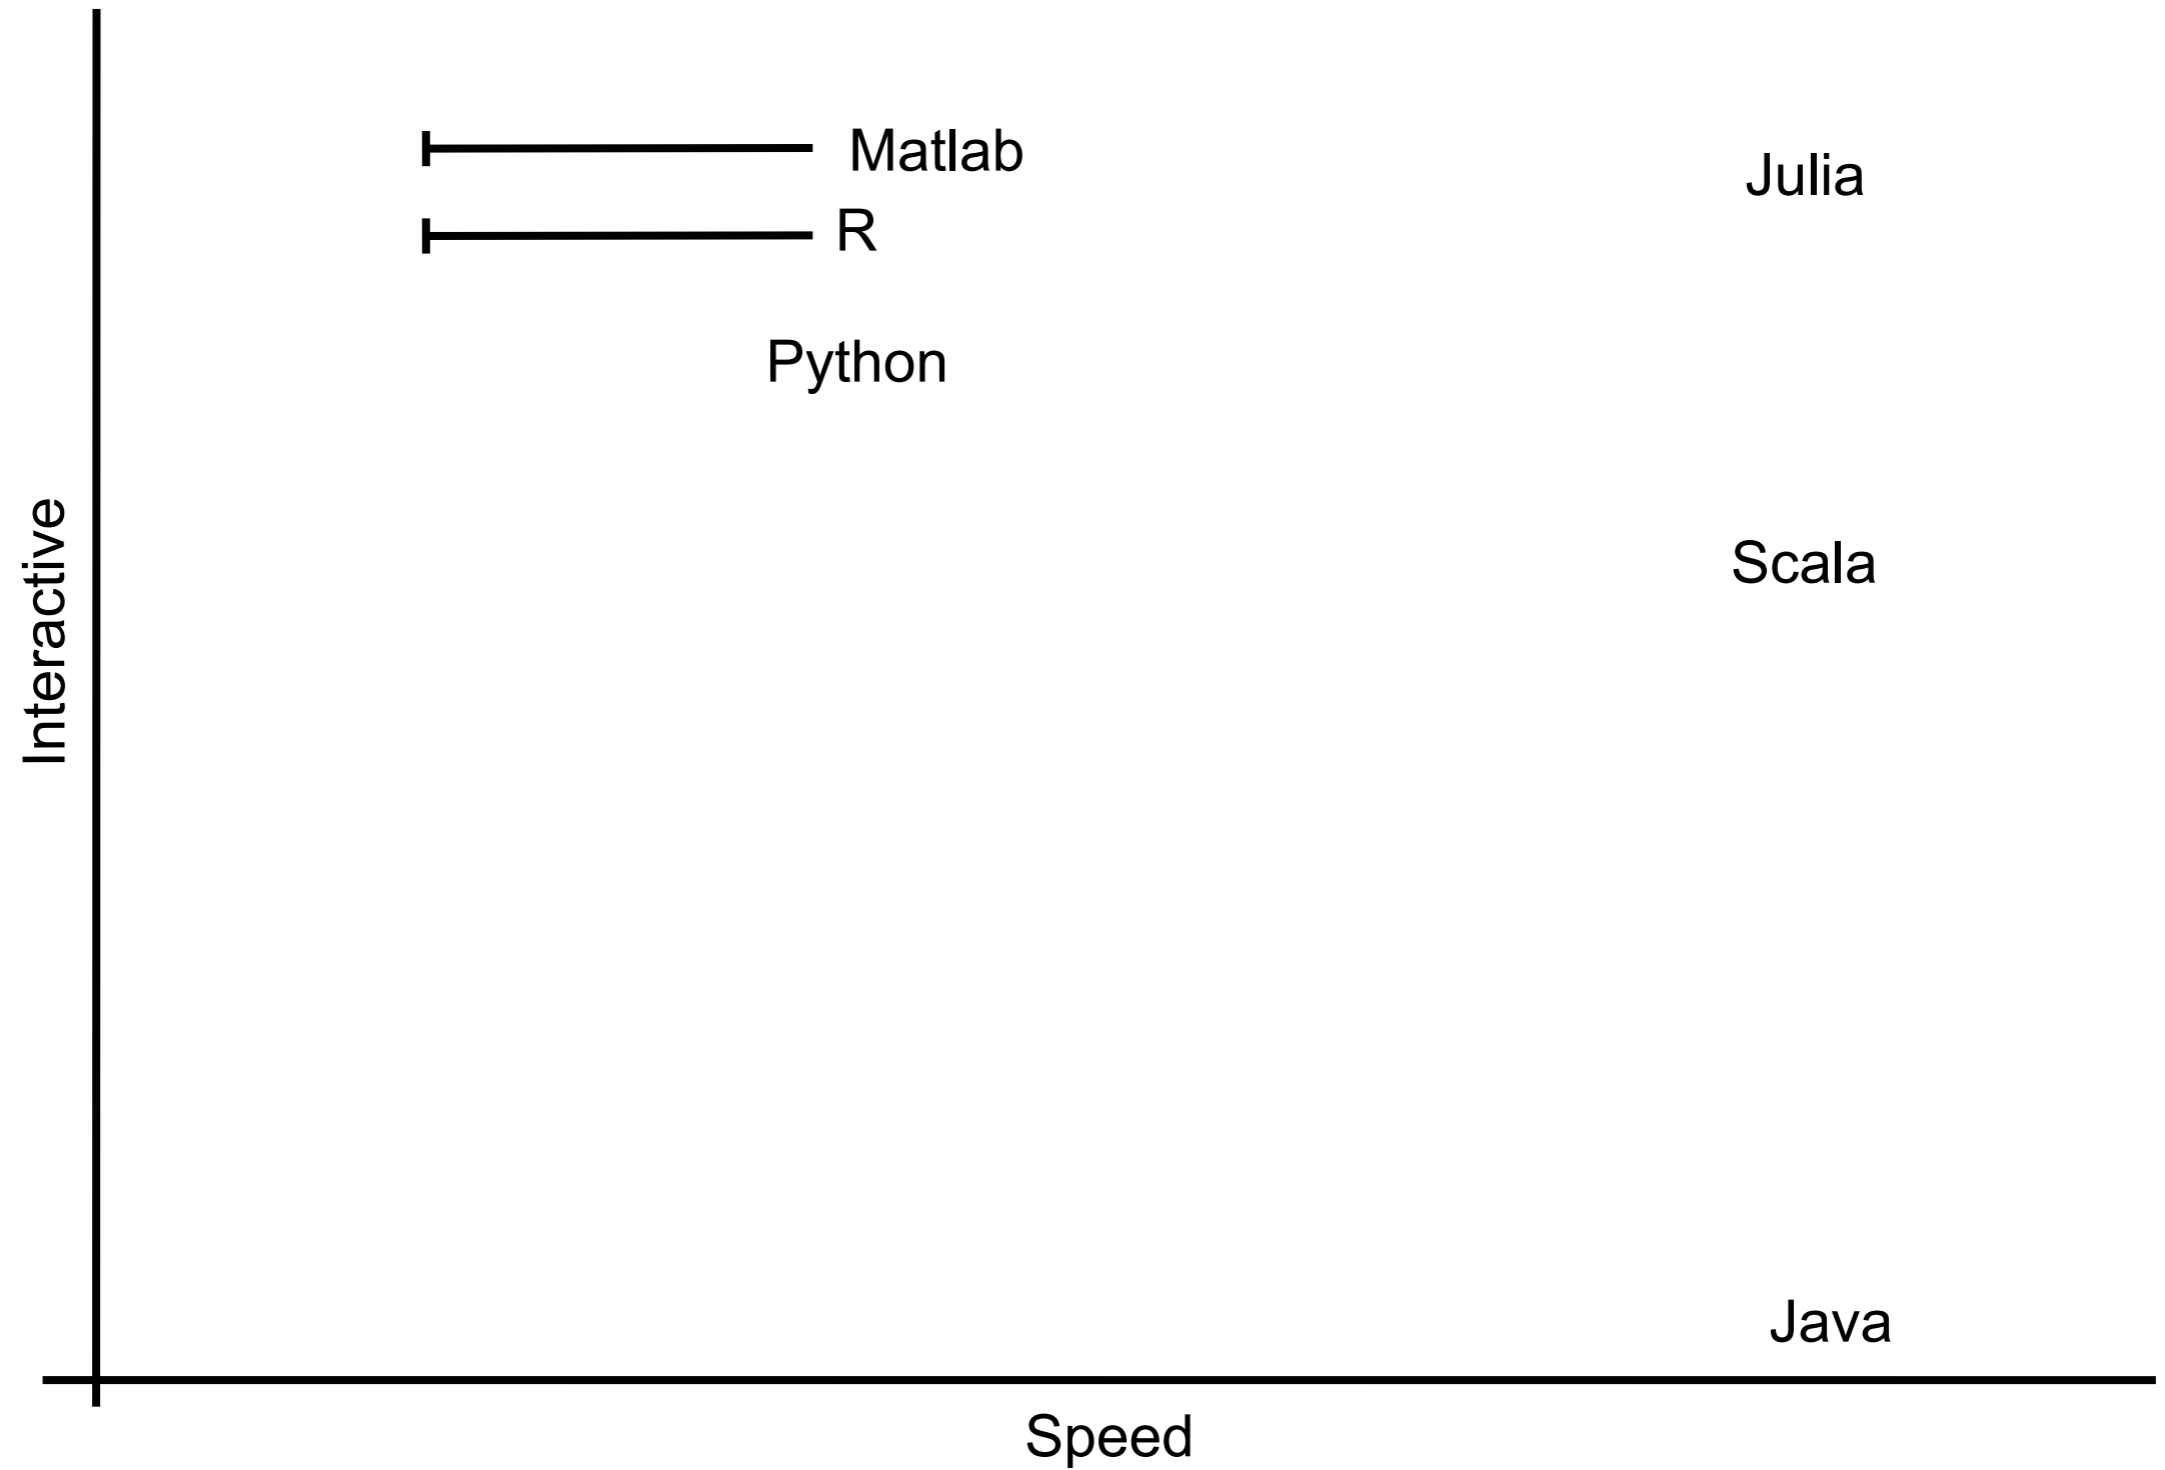 Matlab
Julia
R
Python
Interactive
Scala
Java
Speed